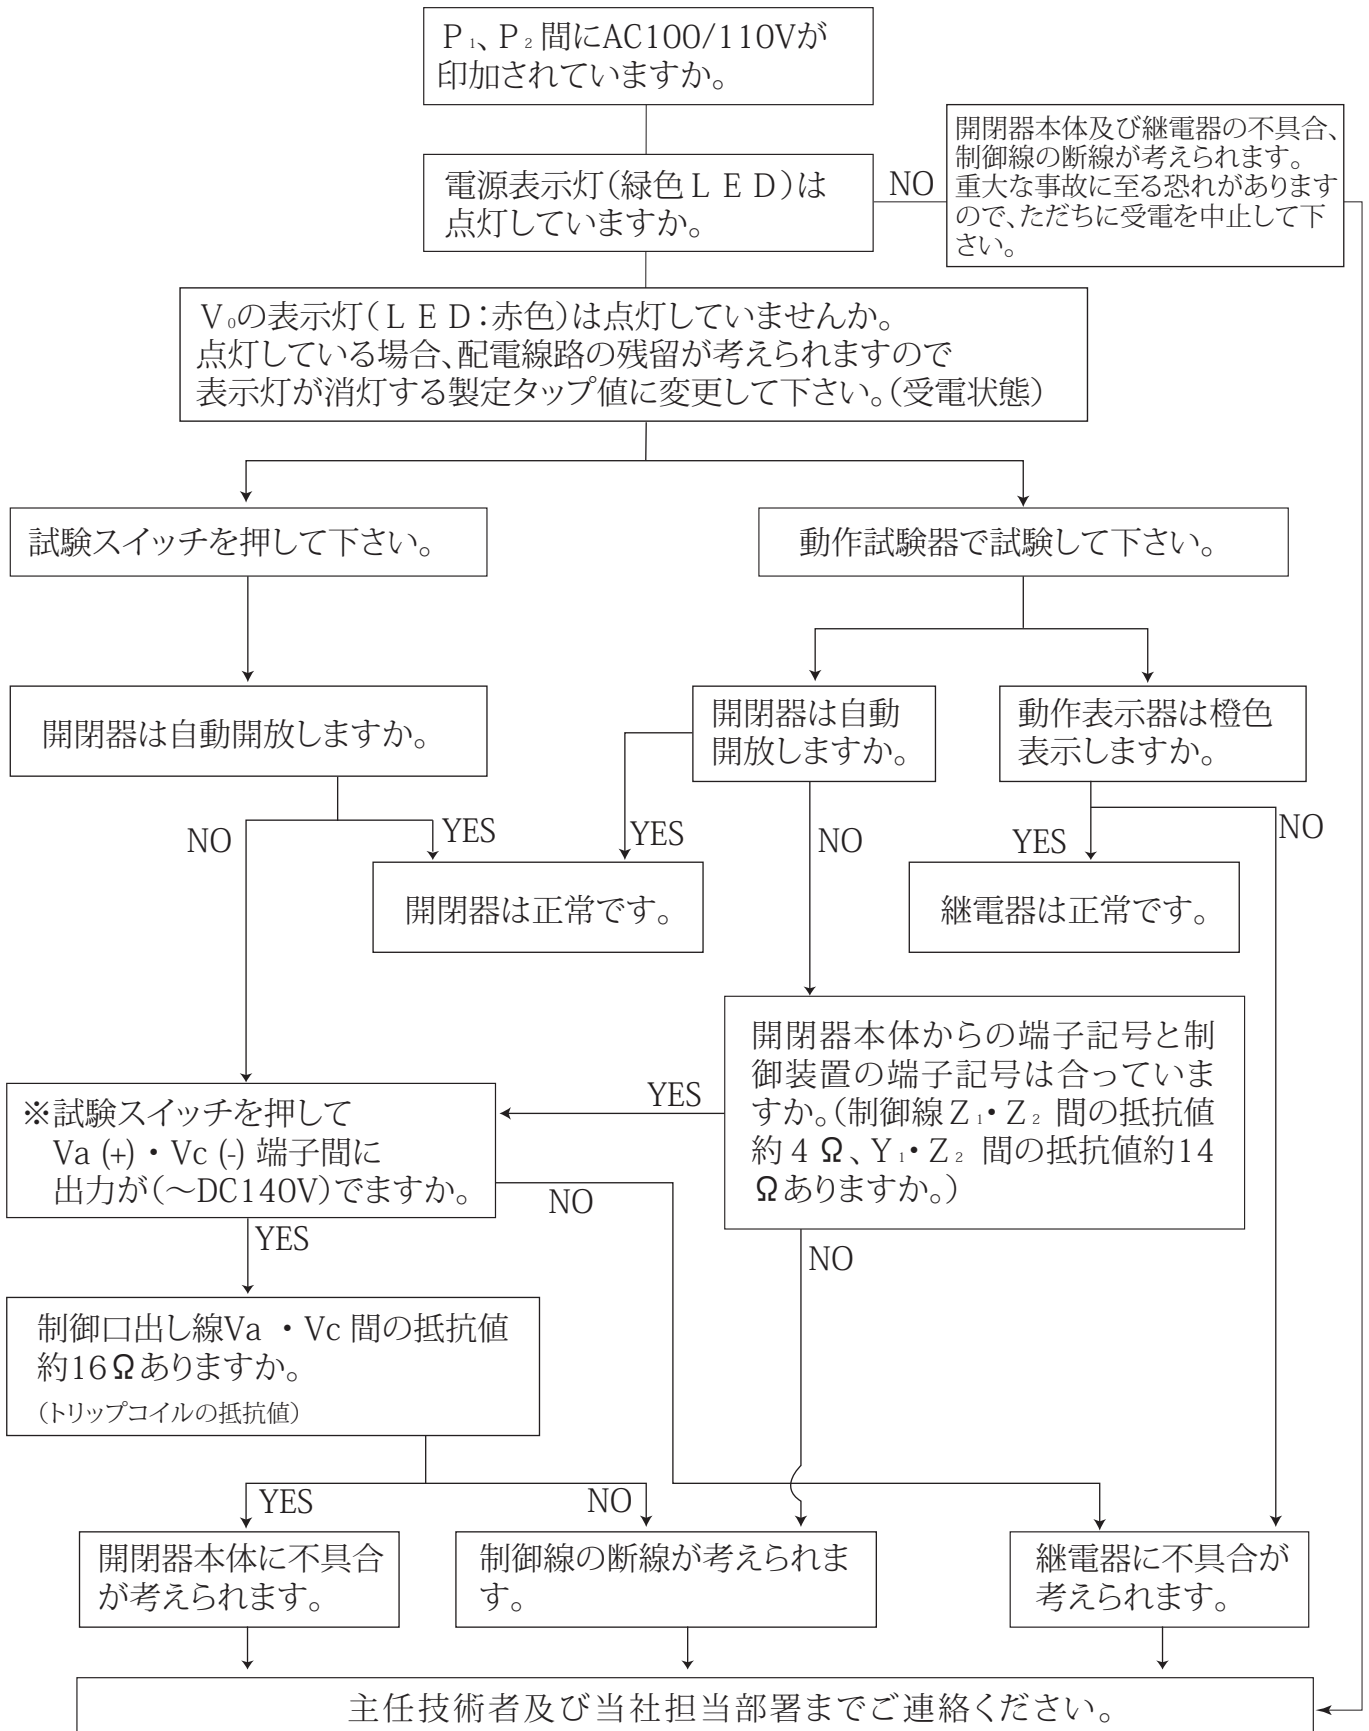 P₁、P₂間にAC100/110Vが
印加されていますか。
電源表示灯(緑色ＬＥＤ)は
点灯していますか。
NO
開閉器本体及び継電器の不具合、
制御線の断線が考えられます。
重大な事故に至る恐れがあります
ので、ただちに受電を中止して下
さい。
V₀の表示灯(ＬＥＤ:赤色)は点灯していませんか。
点灯している場合、配電線路の残留が考えられますので
表示灯が消灯する製定タップ値に変更して下さい。(受電状態)
試験スイッチを押して下さい。
動作試験器で試験して下さい。
開閉器は自動開放しますか。
開閉器は自動
開放しますか。
動作表示器は橙色
表示しますか。
NO
YES
YES
NO
YES
NO
開閉器は正常です。
継電器は正常です。
開閉器本体からの端子記号と制
御装置の端子記号は合っていま
すか。(制御線Z₁・Z₂ 間の抵抗値
約4Ω、Y₁・Z₂ 間の抵抗値約14
Ωありますか。)
YES
※試験スイッチを押して
Va (+)・Vc (-) 端子間に
出力が(～DC140V)でますか。
NO
YES
NO
制御口出し線Va ・Vc 間の抵抗値
約16Ωありますか。
(トリップコイルの抵抗値)
YES
NO
開閉器本体に不具合
が考えられます。
制御線の断線が考えられま
す。
継電器に不具合が
考えられます。
主任技術者及び当社担当部署までご連絡ください。